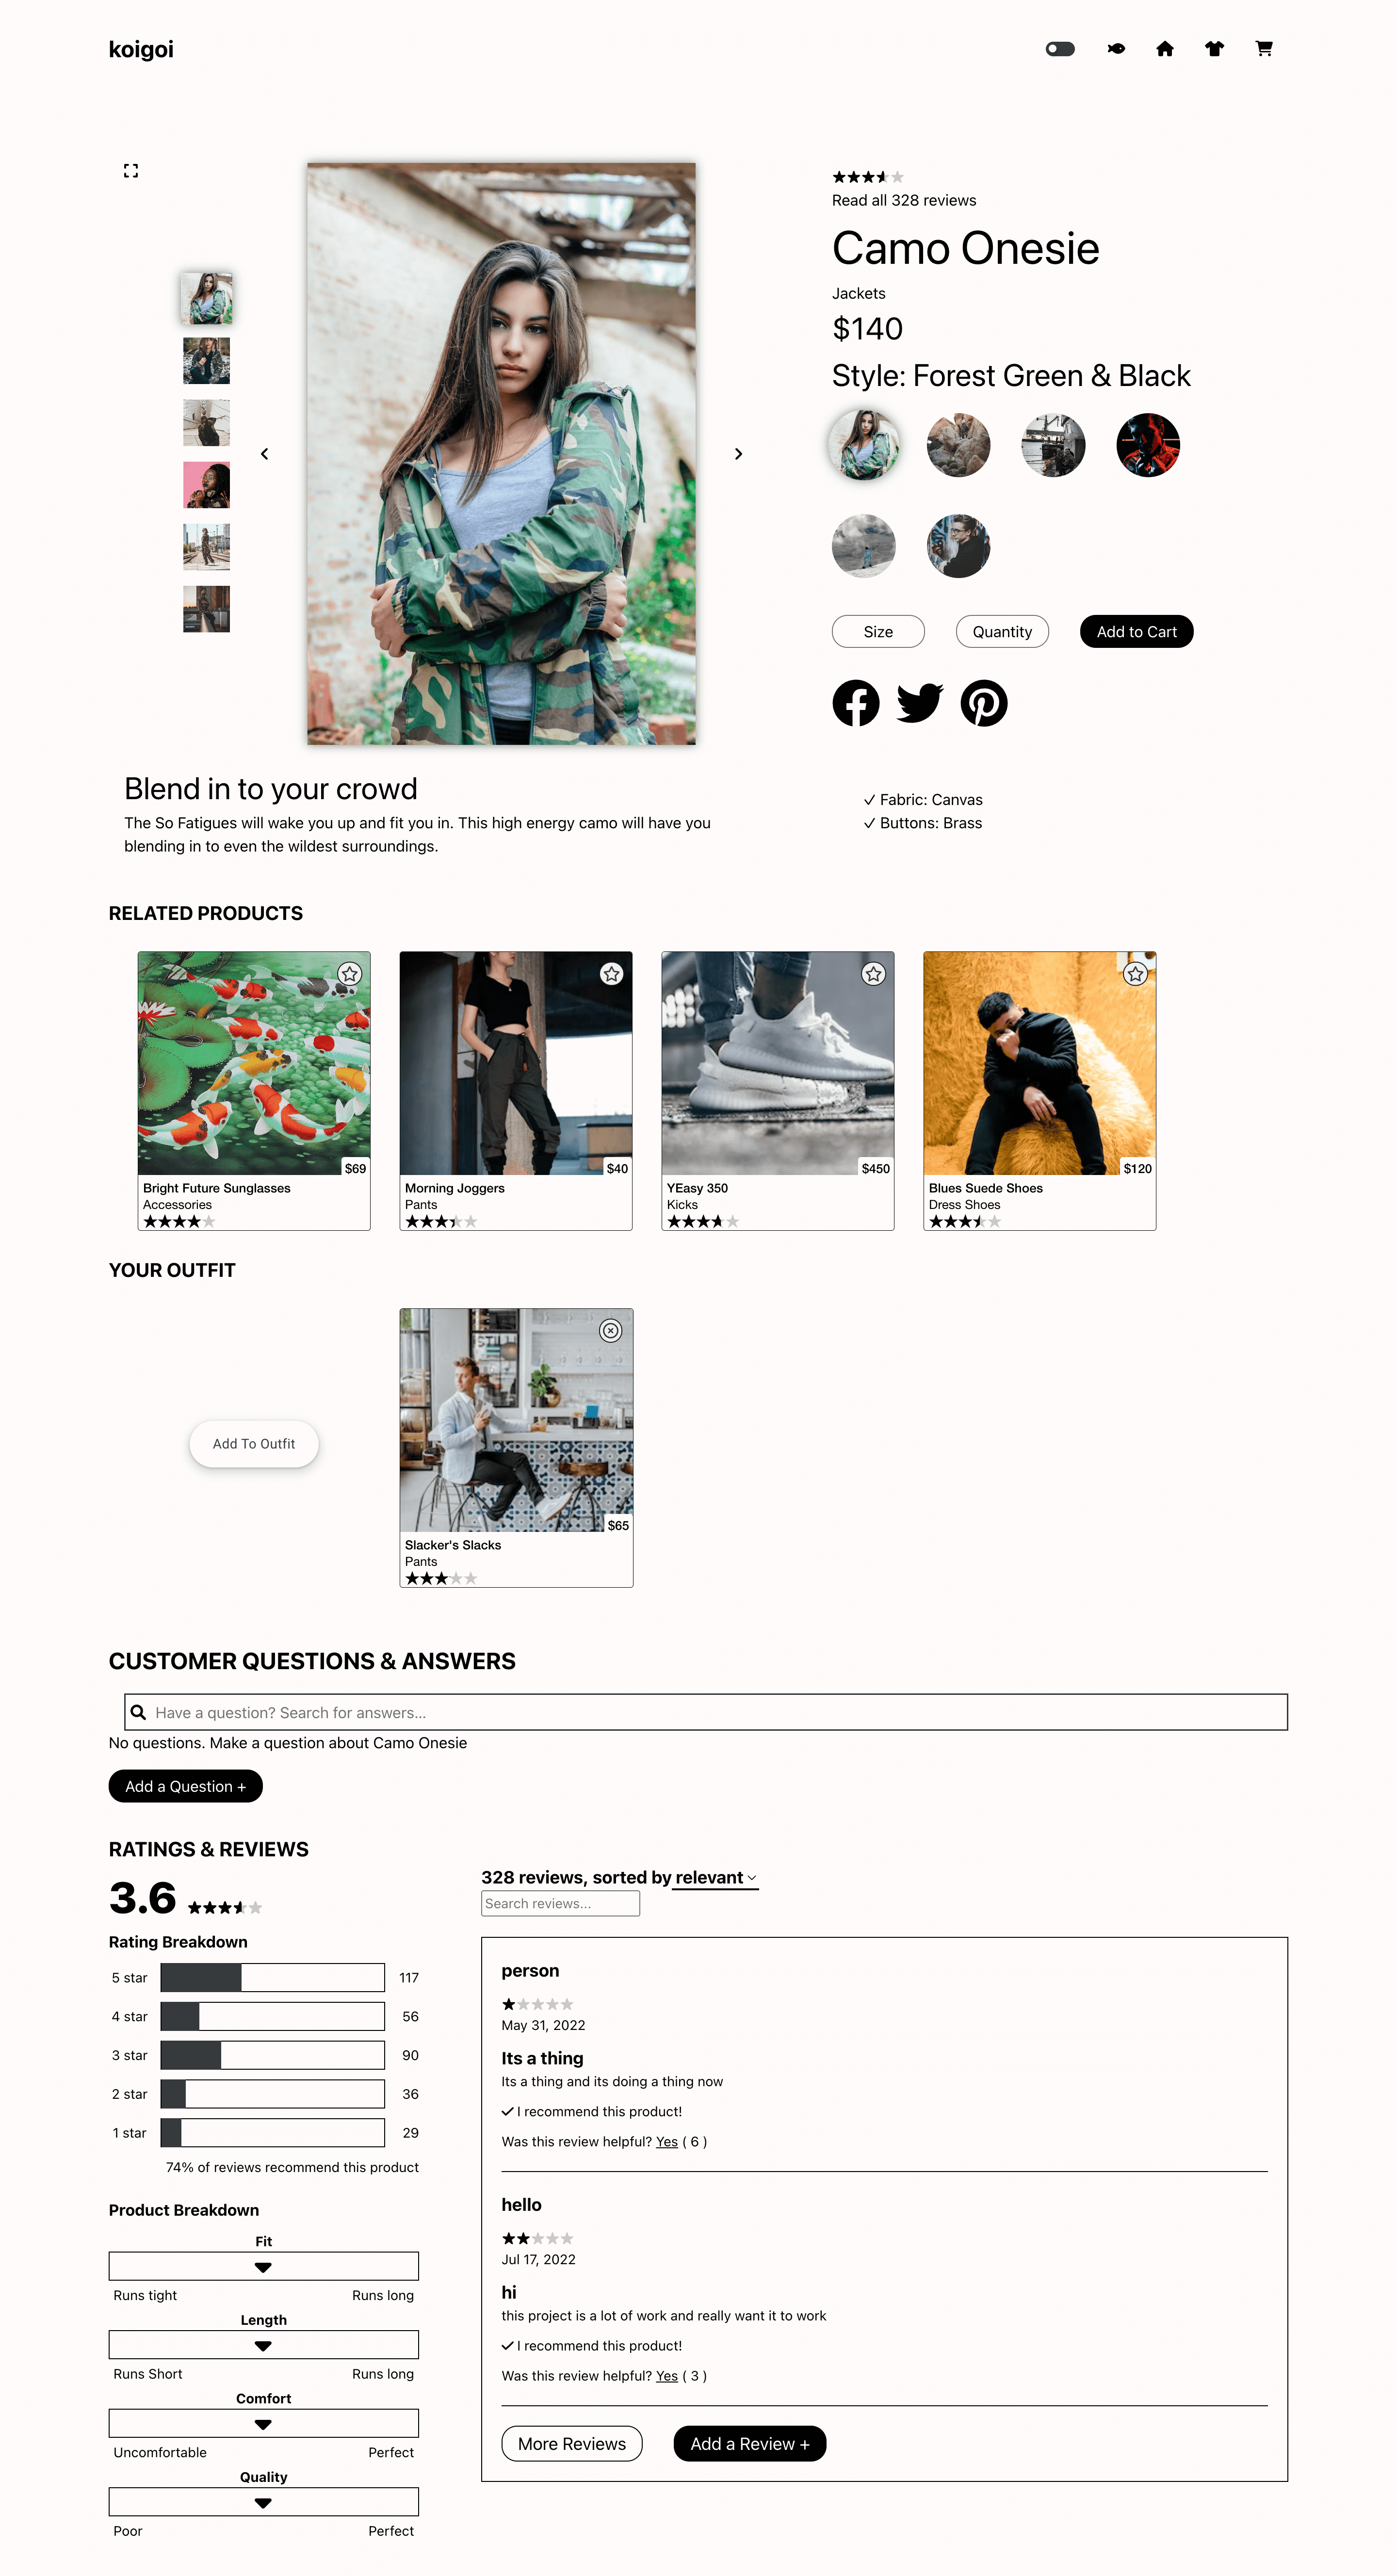 koigoi
Read all 328 reviews
Camo Onesie
Jackets
$140
Style: Forest Green & Black
Size
Quantity
Add to Cart
Blend in to your crowd
The So Fatigues will wake you up and fit you in. This high energy camo will have you
blending in to even the wildest surroundings.
✓ Fabric: Canvas
✓ Buttons: Brass
RELATED PRODUCTS
$69
Bright Future Sunglasses
Accessories
$40
Morning Joggers
Pants
$450
YEasy 350
Kicks
$120
Blues Suede Shoes
Dress Shoes
YOUR OUTFIT
Add To Outfit
$65
Slacker's Slacks
Pants
CUSTOMER QUESTIONS & ANSWERS
Have a question? Search for answers...
No questions. Make a question about Camo Onesie
Add a Question +
RATINGS & REVIEWS
3.6
Rating Breakdown
5 star 117
4 star 56
3 star 90
2 star 36
1 star 29
74% of reviews recommend this product
Product Breakdown
Fit
Runs tight Runs long
Length
Runs Short Runs long
Comfort
Uncomfortable Perfect
Quality
Poor Perfect
328 reviews, sorted by relevant
Search reviews...
person
May 31, 2022
Its a thing
Its a thing and its doing a thing now
✓ I recommend this product!
Was this review helpful? Yes ( 6 )
hello
Jul 17, 2022
hi
this project is a lot of work and really want it to work
✓ I recommend this product!
Was this review helpful? Yes ( 3 )
More Reviews
Add a Review +